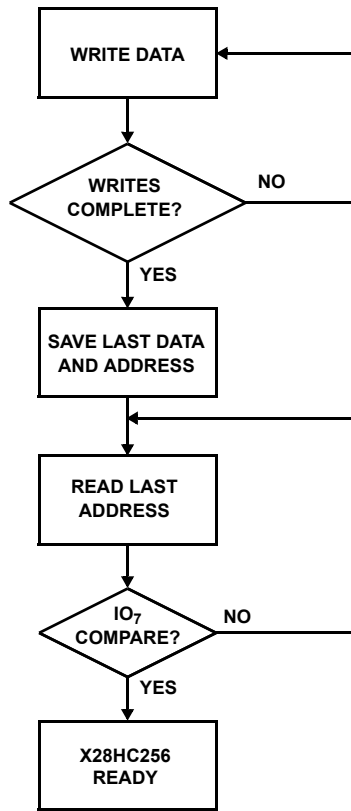 WRITE DATA
WRITES
COMPLETE?
NO
YES
SAVE LAST DATA
AND ADDRESS
READ LAST
ADDRESS
IO₇
COMPARE?
NO
YES
X28HC256
READY